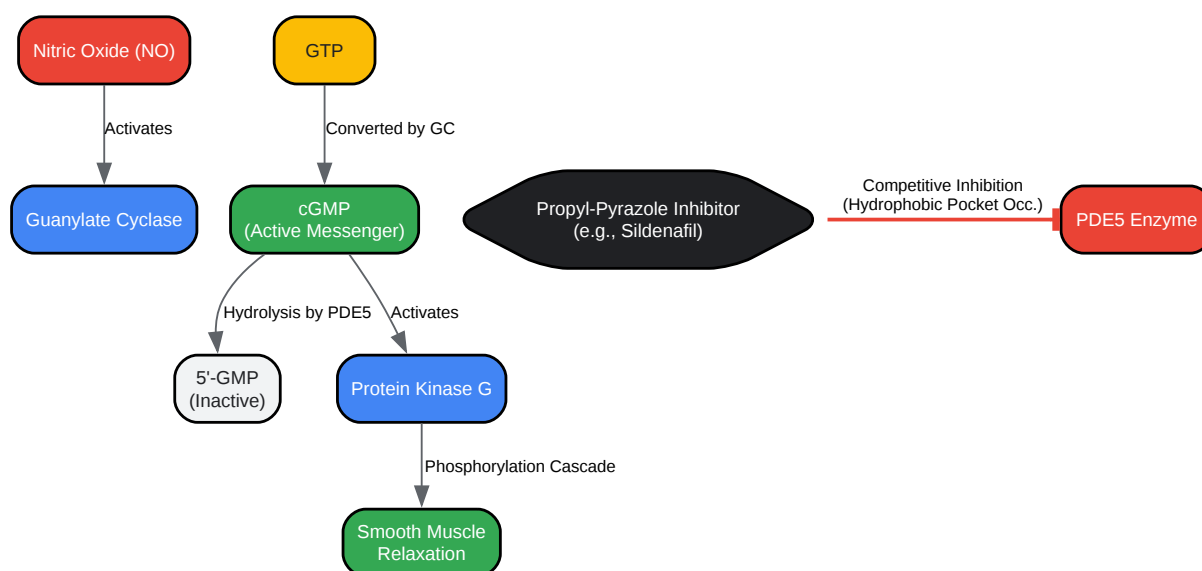 Nitric Oxide (NO)
GTP
Activates
Converted by GC
Guanylate Cyclase
cGMP
(Active Messenger)
Propyl-Pyrazole Inhibitor
(e.g., Sildenafil)
Competitive Inhibition
(Hydrophobic Pocket Occ.)
PDE5 Enzyme
Hydrolysis by PDE5
Activates
5'-GMP
(Inactive)
Protein Kinase G
Phosphorylation Cascade
Smooth Muscle
Relaxation